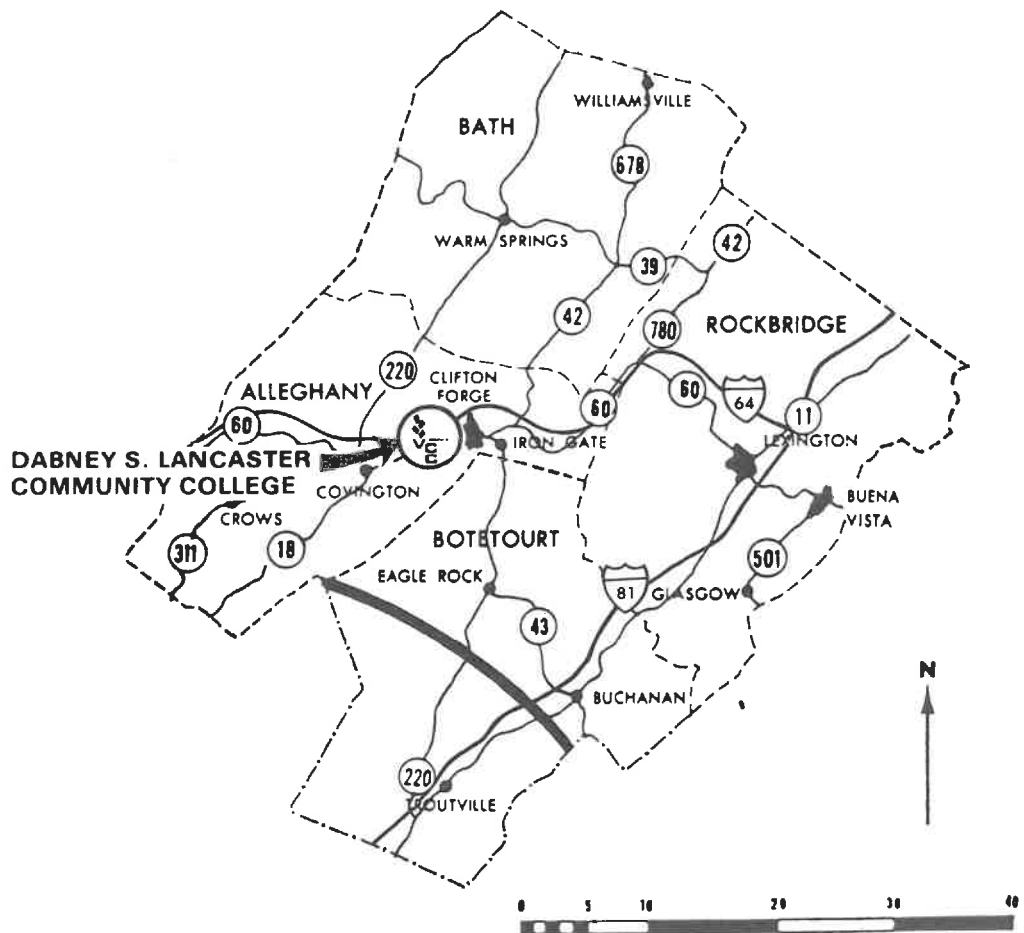 WILLIAMSVILLE
BATH
678
WARM SPRINGS
42
39
42
780
ROCKBRIDGE
220
ALLEGHANY
CLIFTON
FORGE
60
60
60
64
11
LEXINGTON
IRON GATE
DABNEY S. LANCASTER
COMMUNITY COLLEGE
COVINGTON
BUENA
VISTA
CROWS
311
18
BOTETOURT
501
EAGLE ROCK
81
GLASGOW
43
N
BUCHANAN
220
TROUTVILLE
0 5 10 20 30 40